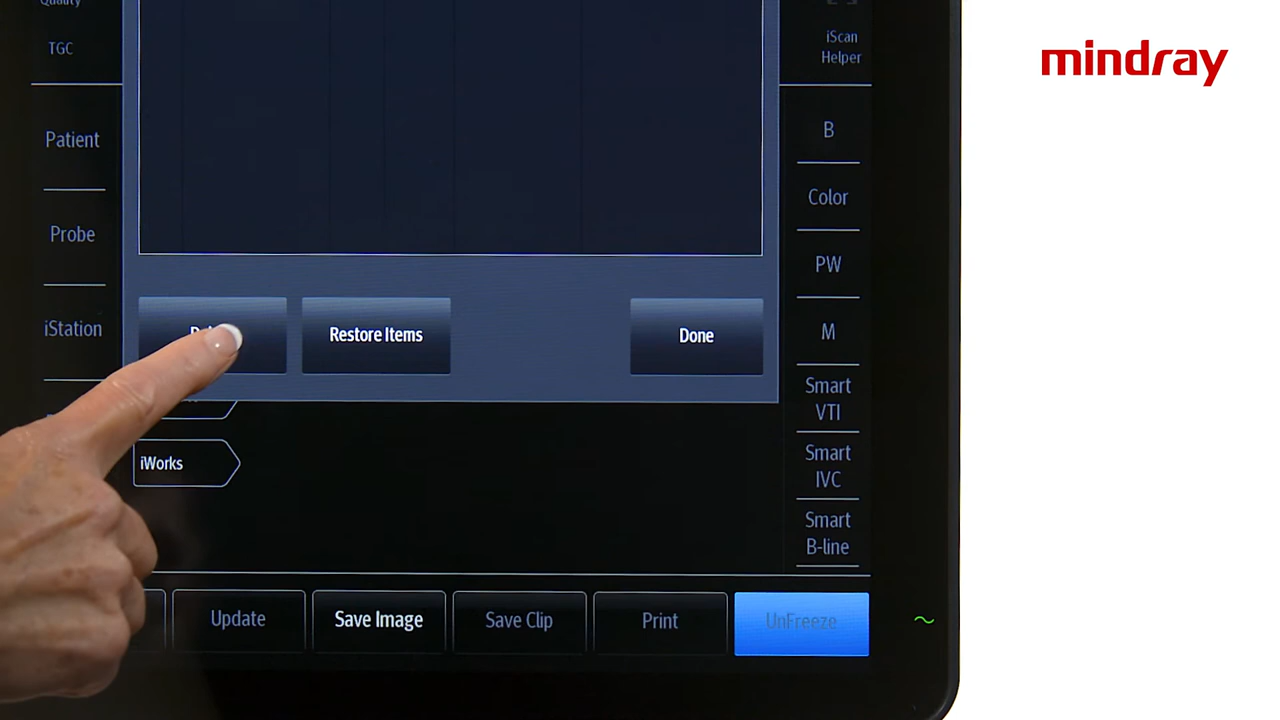 Quality
TGC
Patient
Probe
iStation
iScan
Helper
mindray
B
Color
PW
M
Smart
VTI
Smart
IVC
Smart
B-line
Restore Items
Done
iWorks
Update
Save Image
Save Clip
Print
UnFreeze